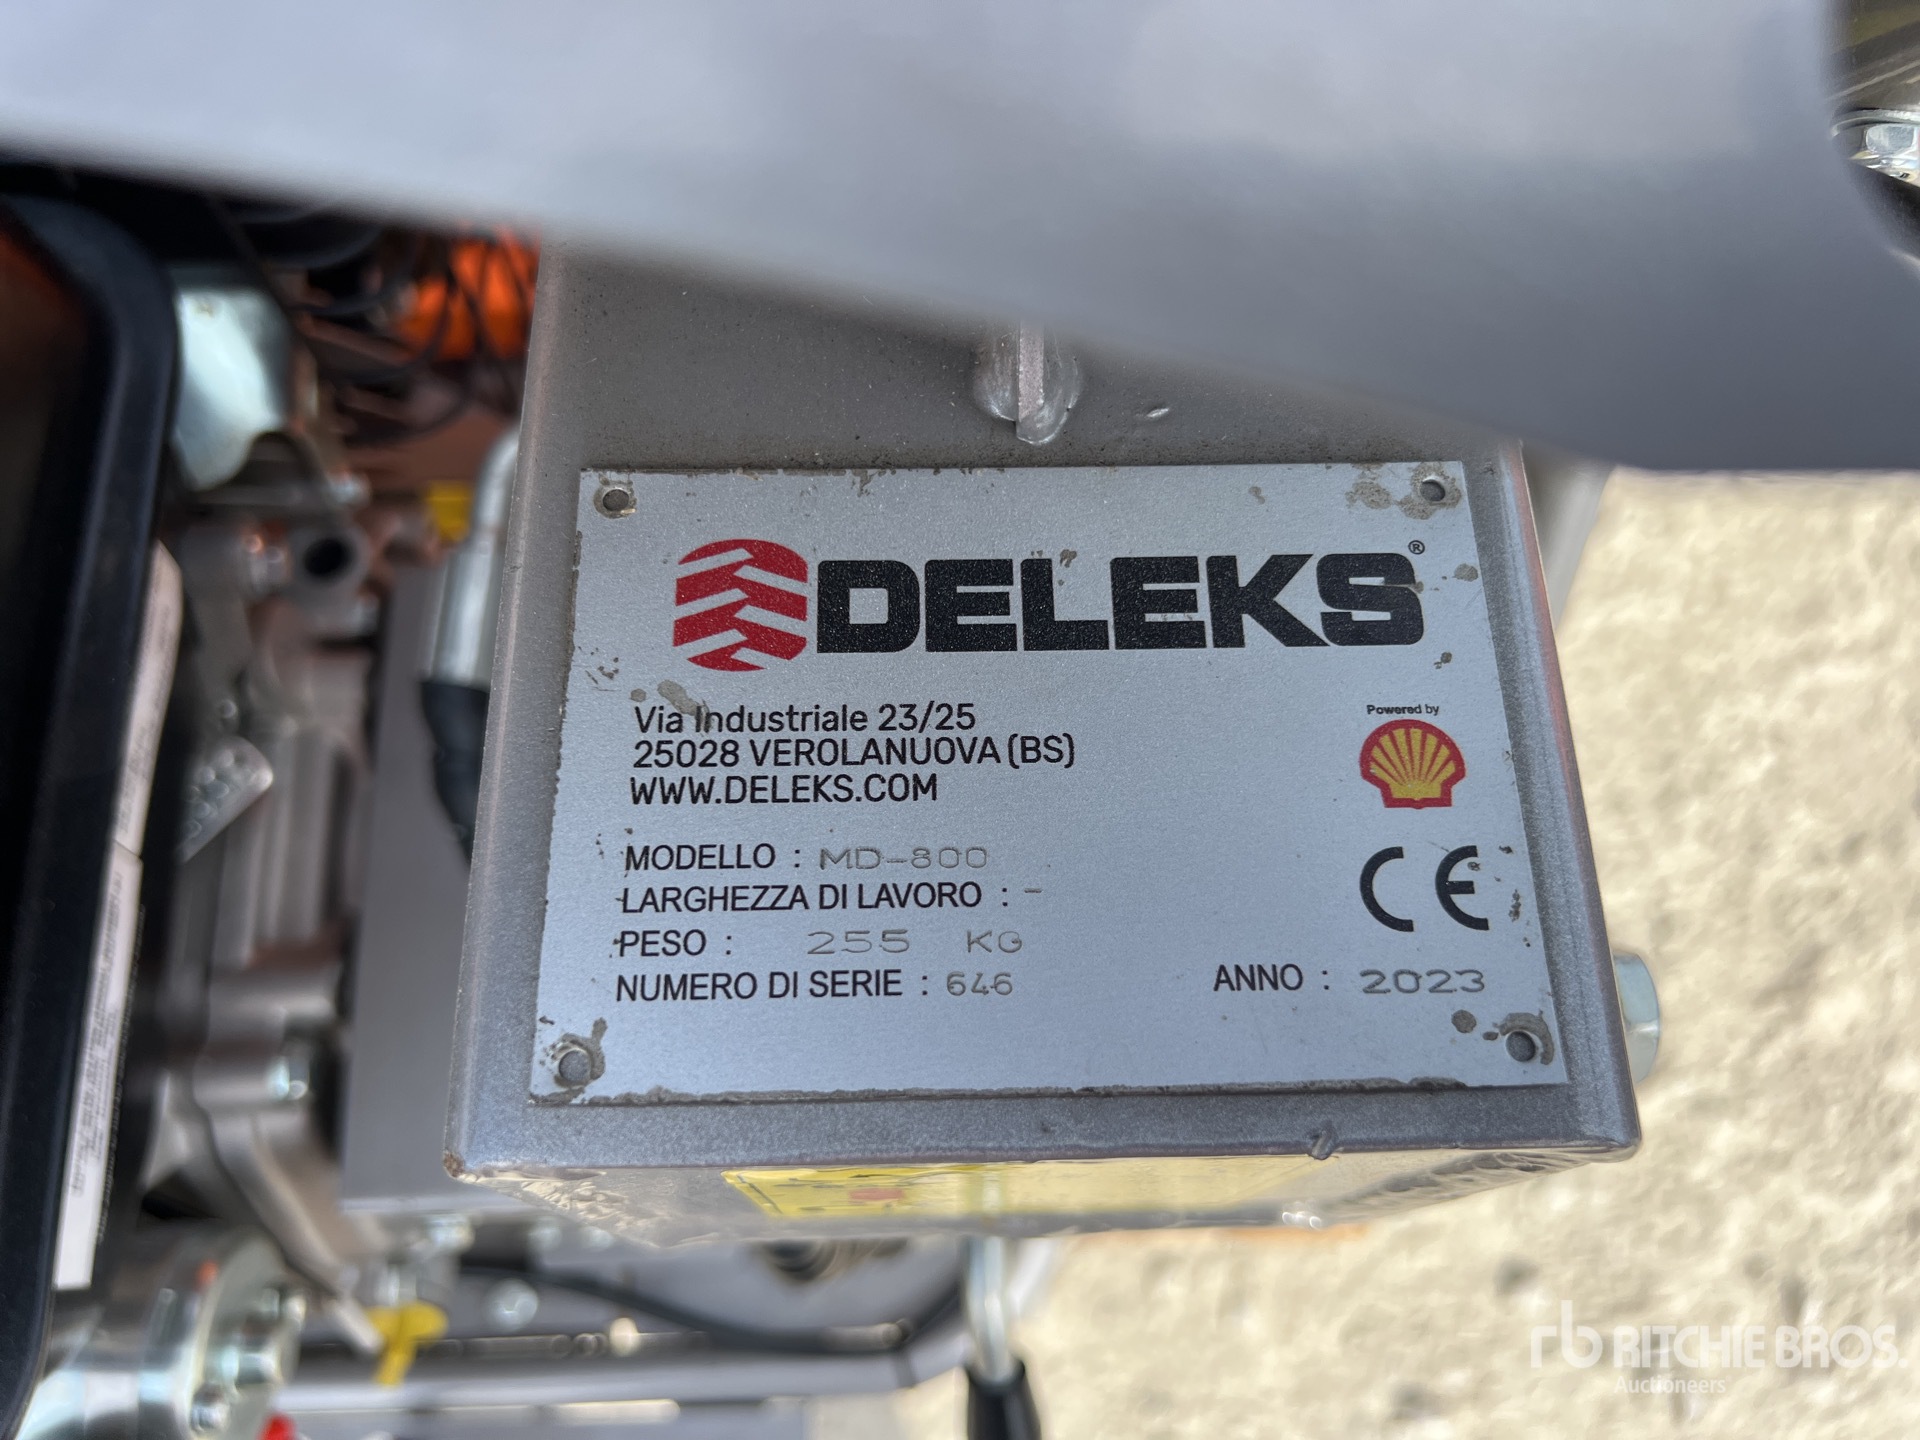 DELEKS®
Via Industriale 23/25
25028 VEROLANUOVA (BS)
WWW.DELEKS.COM
Powered by
MODELLO : MD-800
LARGHEZZA DI LAVORO : -
PESO : 255 KG
CE
NUMERO DI SERIE : 646 ANNO : 2023
rb RITCHIE BROS.
Auctioneers